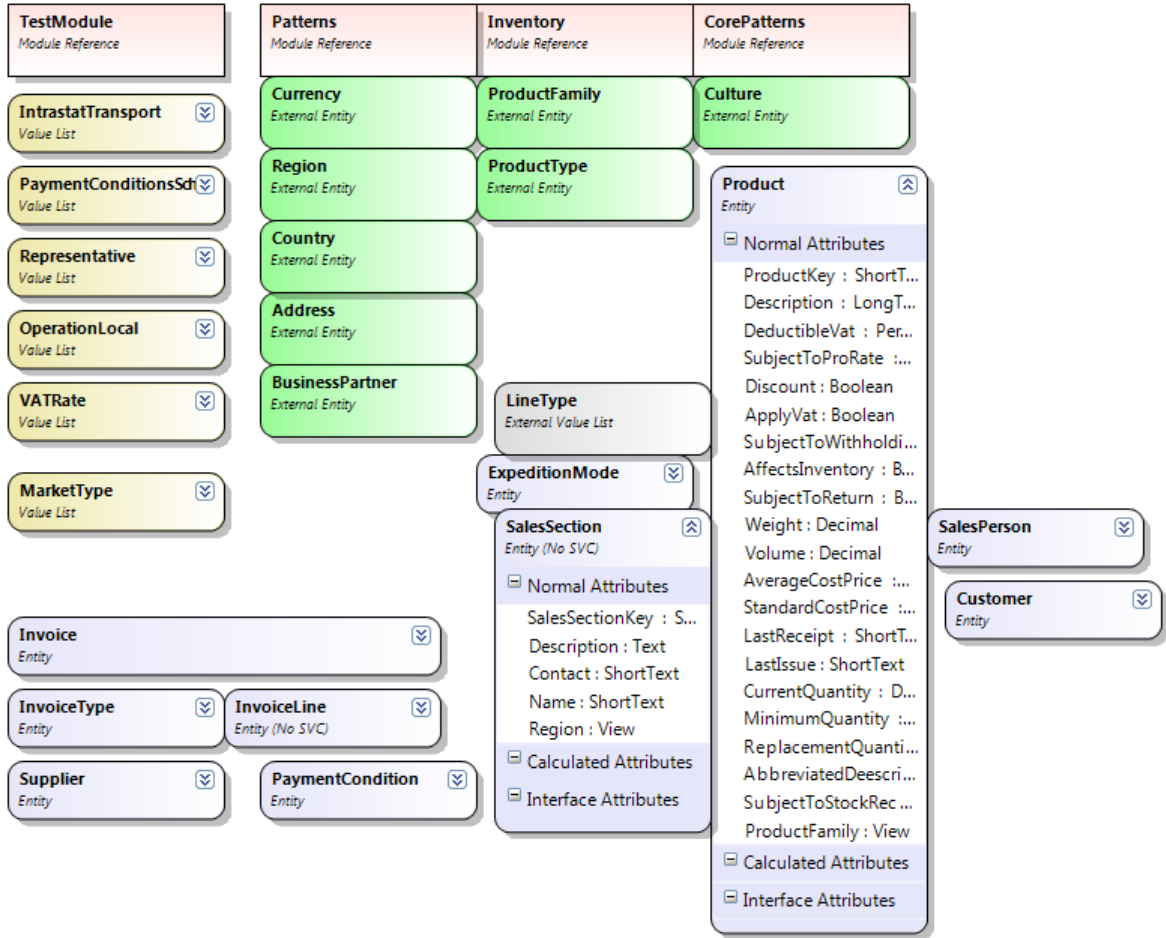 TestModule
Module Reference
Patterns
Module Reference
Inventory
Module Reference
CorePatterns
Module Reference
IntrastatTransport
Value List
PaymentConditionsSch
Value List
Representative
Value List
OperationLocal
Value List
VATRate
Value List
MarketType
Value List
Currency
External Entity
Region
External Entity
Country
External Entity
Address
External Entity
BusinessPartner
External Entity
ProductFamily
External Entity
ProductType
External Entity
Culture
External Entity
LineType
External Value List
ExpeditionMode
Entity
SalesSection
Entity (No SVC)
Normal Attributes
SalesSectionKey : S...
Description : Text
Contact : ShortText
Name : ShortText
Region : View
Calculated Attributes
Interface Attributes
Product
Entity
Normal Attributes
ProductKey : ShortT...
Description : LongT...
DeductibleVat : Per...
SubjectToProRate :...
Discount : Boolean
ApplyVat : Boolean
SubjectToWithholdi...
AffectsInventory : B...
SubjectToReturn : B...
Weight : Decimal
Volume : Decimal
AverageCostPrice :...
StandardCostPrice :...
LastReceipt : ShortT...
LastIssue : ShortText
CurrentQuantity : D...
MinimumQuantity :...
ReplacementQuanti...
AbbreviatedDeescri...
SubjectToStockRec ...
ProductFamily : View
Calculated Attributes
Interface Attributes
SalesPerson
Entity
Customer
Entity
Invoice
Entity
InvoiceType
Entity
InvoiceLine
Entity (No SVC)
Supplier
Entity
PaymentCondition
Entity